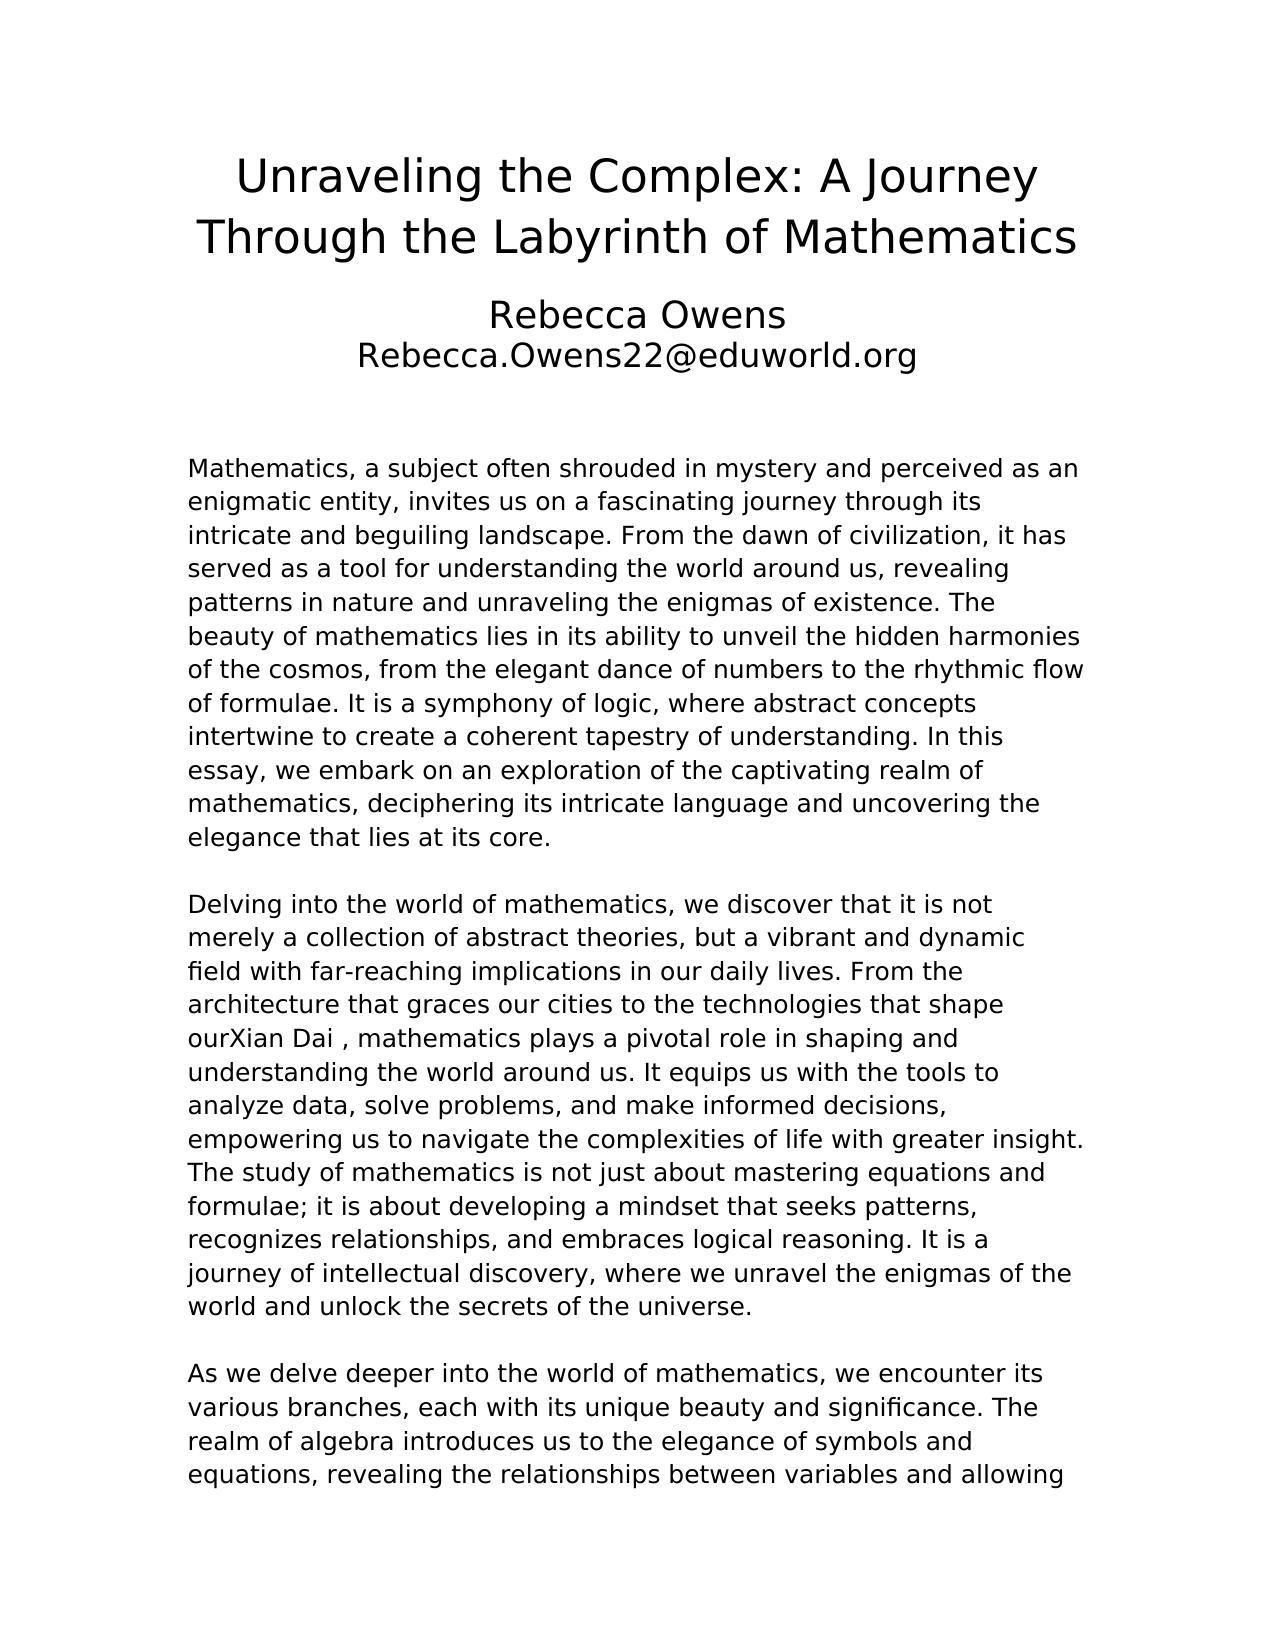 Unraveling the Complex: A Journey
Through the Labyrinth of Mathematics
Rebecca Owens
Rebecca.Owens22@eduworld.org
Mathematics, a subject often shrouded in mystery and perceived as an
enigmatic entity, invites us on a fascinating journey through its
intricate and beguiling landscape. From the dawn of civilization, it has
served as a tool for understanding the world around us, revealing
patterns in nature and unraveling the enigmas of existence. The
beauty of mathematics lies in its ability to unveil the hidden harmonies
of the cosmos, from the elegant dance of numbers to the rhythmic flow
of formulae. It is a symphony of logic, where abstract concepts
intertwine to create a coherent tapestry of understanding. In this
essay, we embark on an exploration of the captivating realm of
mathematics, deciphering its intricate language and uncovering the
elegance that lies at its core.
Delving into the world of mathematics, we discover that it is not
merely a collection of abstract theories, but a vibrant and dynamic
field with far-reaching implications in our daily lives. From the
architecture that graces our cities to the technologies that shape
ourXian Dai , mathematics plays a pivotal role in shaping and
understanding the world around us. It equips us with the tools to
analyze data, solve problems, and make informed decisions,
empowering us to navigate the complexities of life with greater insight.
The study of mathematics is not just about mastering equations and
formulae; it is about developing a mindset that seeks patterns,
recognizes relationships, and embraces logical reasoning. It is a
journey of intellectual discovery, where we unravel the enigmas of the
world and unlock the secrets of the universe.
As we delve deeper into the world of mathematics, we encounter its
various branches, each with its unique beauty and significance. The
realm of algebra introduces us to the elegance of symbols and
equations, revealing the relationships between variables and allowing